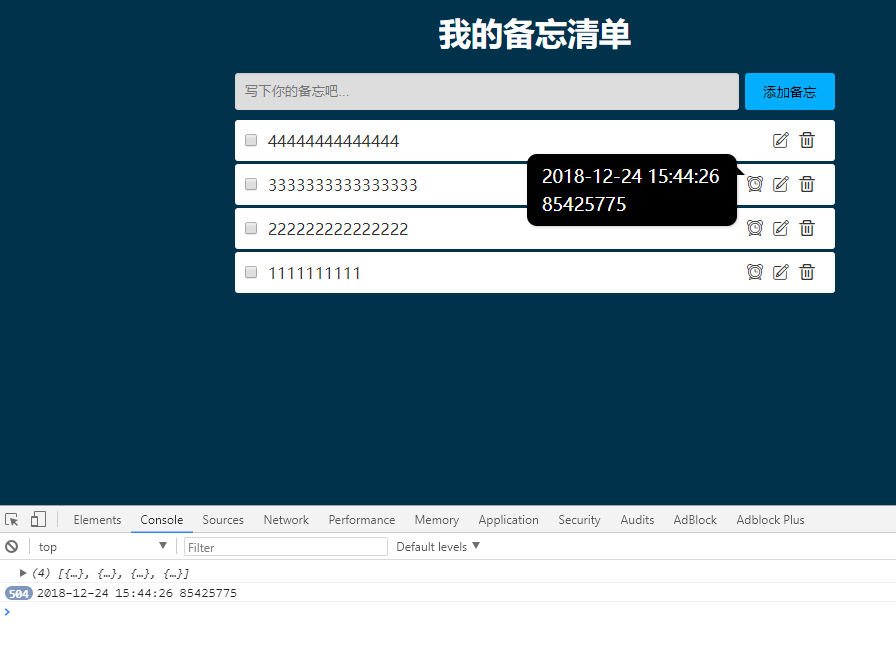 我的备忘清单
写下你的备忘吧...
添加备忘
44444444444444
3333333333333333
2018-12-24 15:44:26
85425775
222222222222222
1111111111
Elements Console Sources Network Performance Memory Application Security Audits AdBlock Adblock Plus
top Filter Default levels
(4) [{…}, {…}, {…}, {…}]
504 2018-12-24 15:44:26 85425775